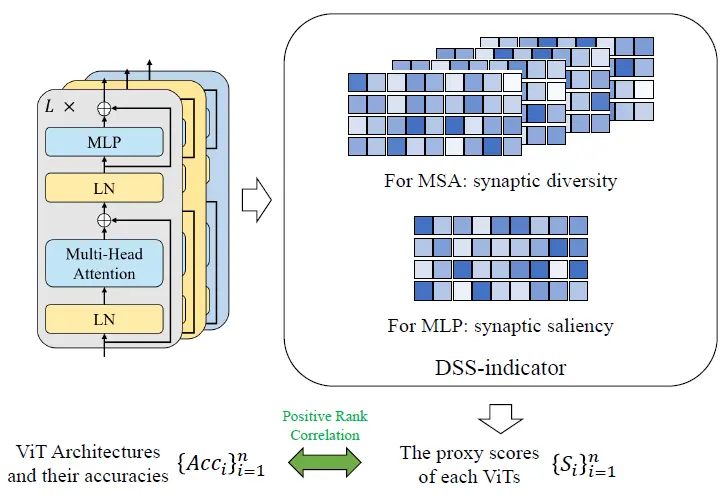 L ×
MLP
LN
Multi-Head
Attention
LN
For MSA: synaptic diversity
For MLP: synaptic saliency
DSS-indicator
ViT Architectures
and their accuracies {Acc_i}_{i=1}^n
Positive Rank
Correlation
The proxy scores
of each ViTs {S_i}_{i=1}^n